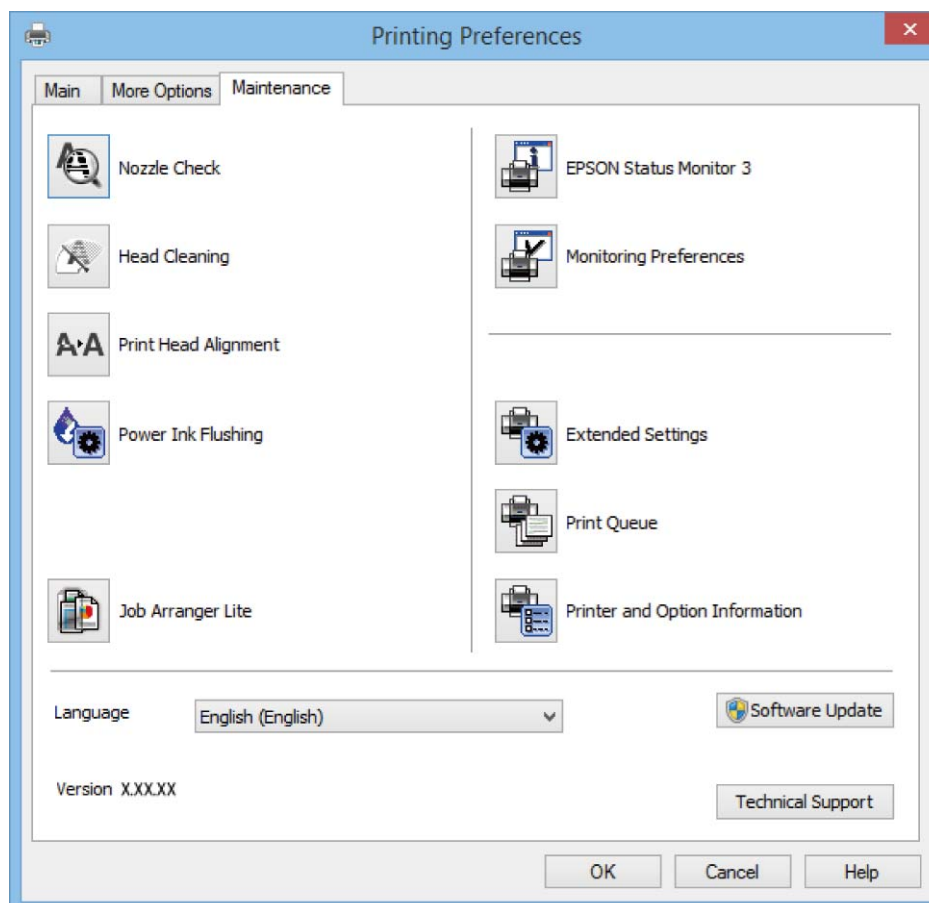 Printing Preferences
Main
More Options
Maintenance
Nozzle Check
Head Cleaning
A A Print Head Alignment
Power Ink Flushing
Job Arranger Lite
EPSON Status Monitor 3
Monitoring Preferences
Extended Settings
Print Queue
Printer and Option Information
Language
English (English)
Software Update
Version X.XX.XX
Technical Support
OK
Cancel
Help